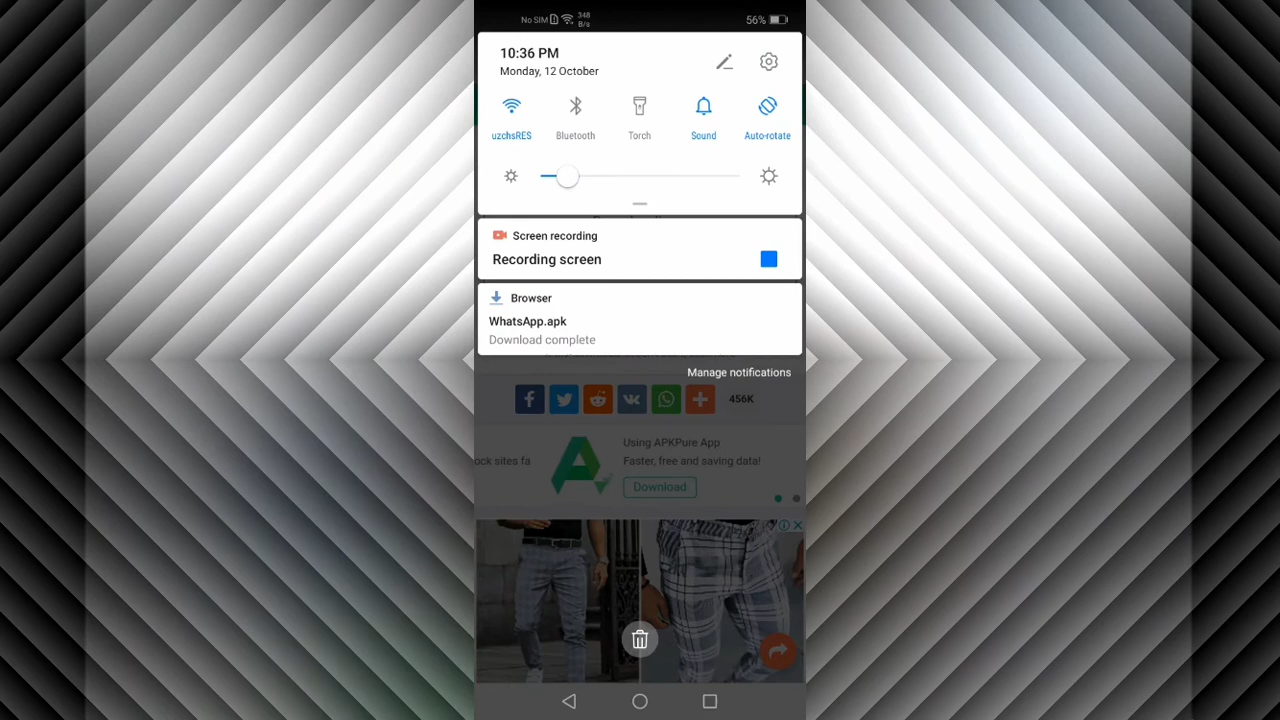 No SIM 348 B/s 56%
10:36 PM
Monday, 12 October
uzchsRES Bluetooth Torch Sound Auto-rotate
Screen recording
Recording screen
Browser
WhatsApp.apk
Download complete
Manage notifications
456K
Using APKPure App
ock sites fa
Faster, free and saving data!
Download